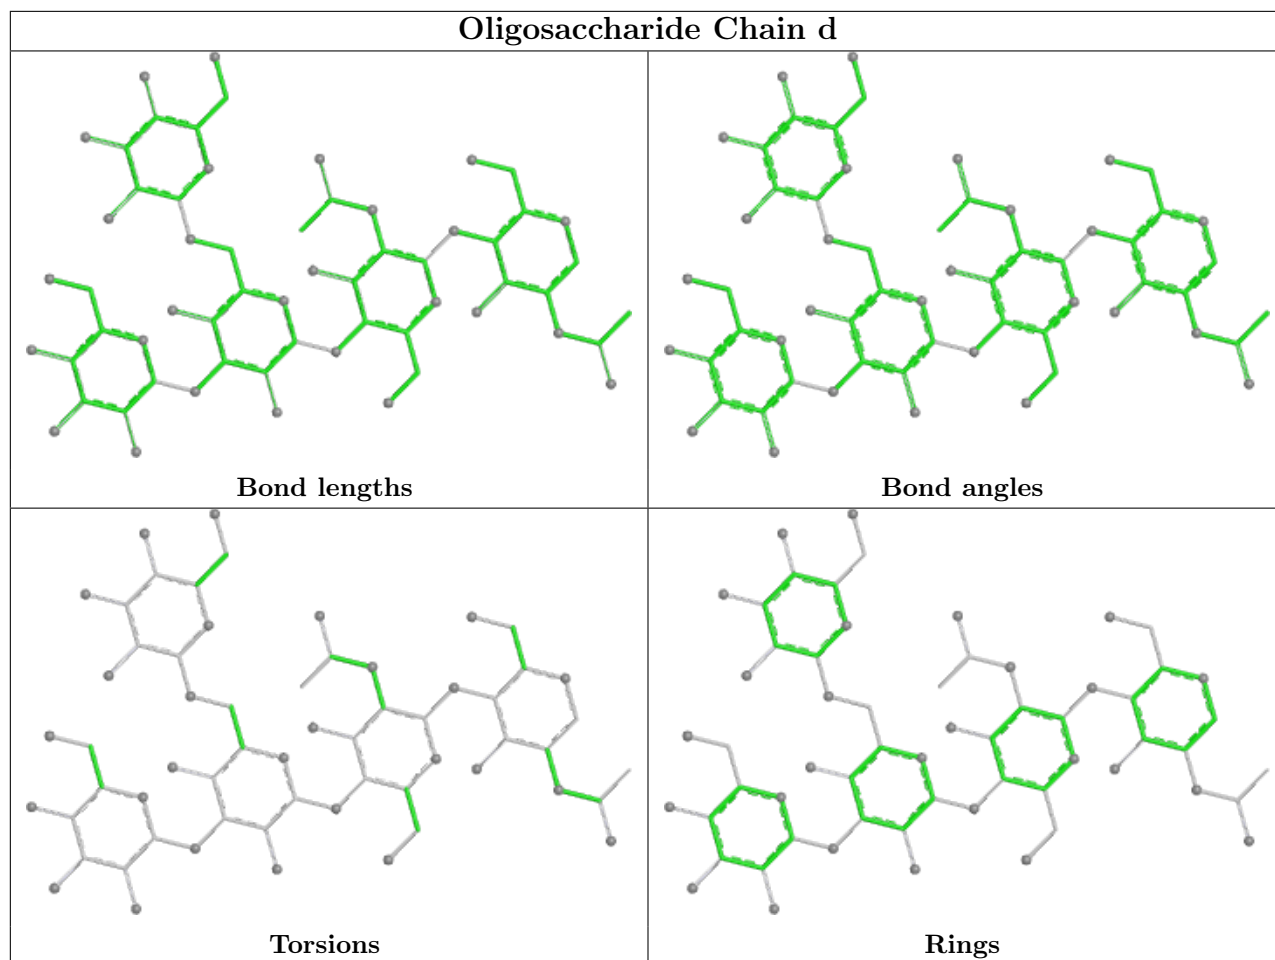 Oligosaccharide Chain d
Bond lengths
Bond angles
Torsions
Rings